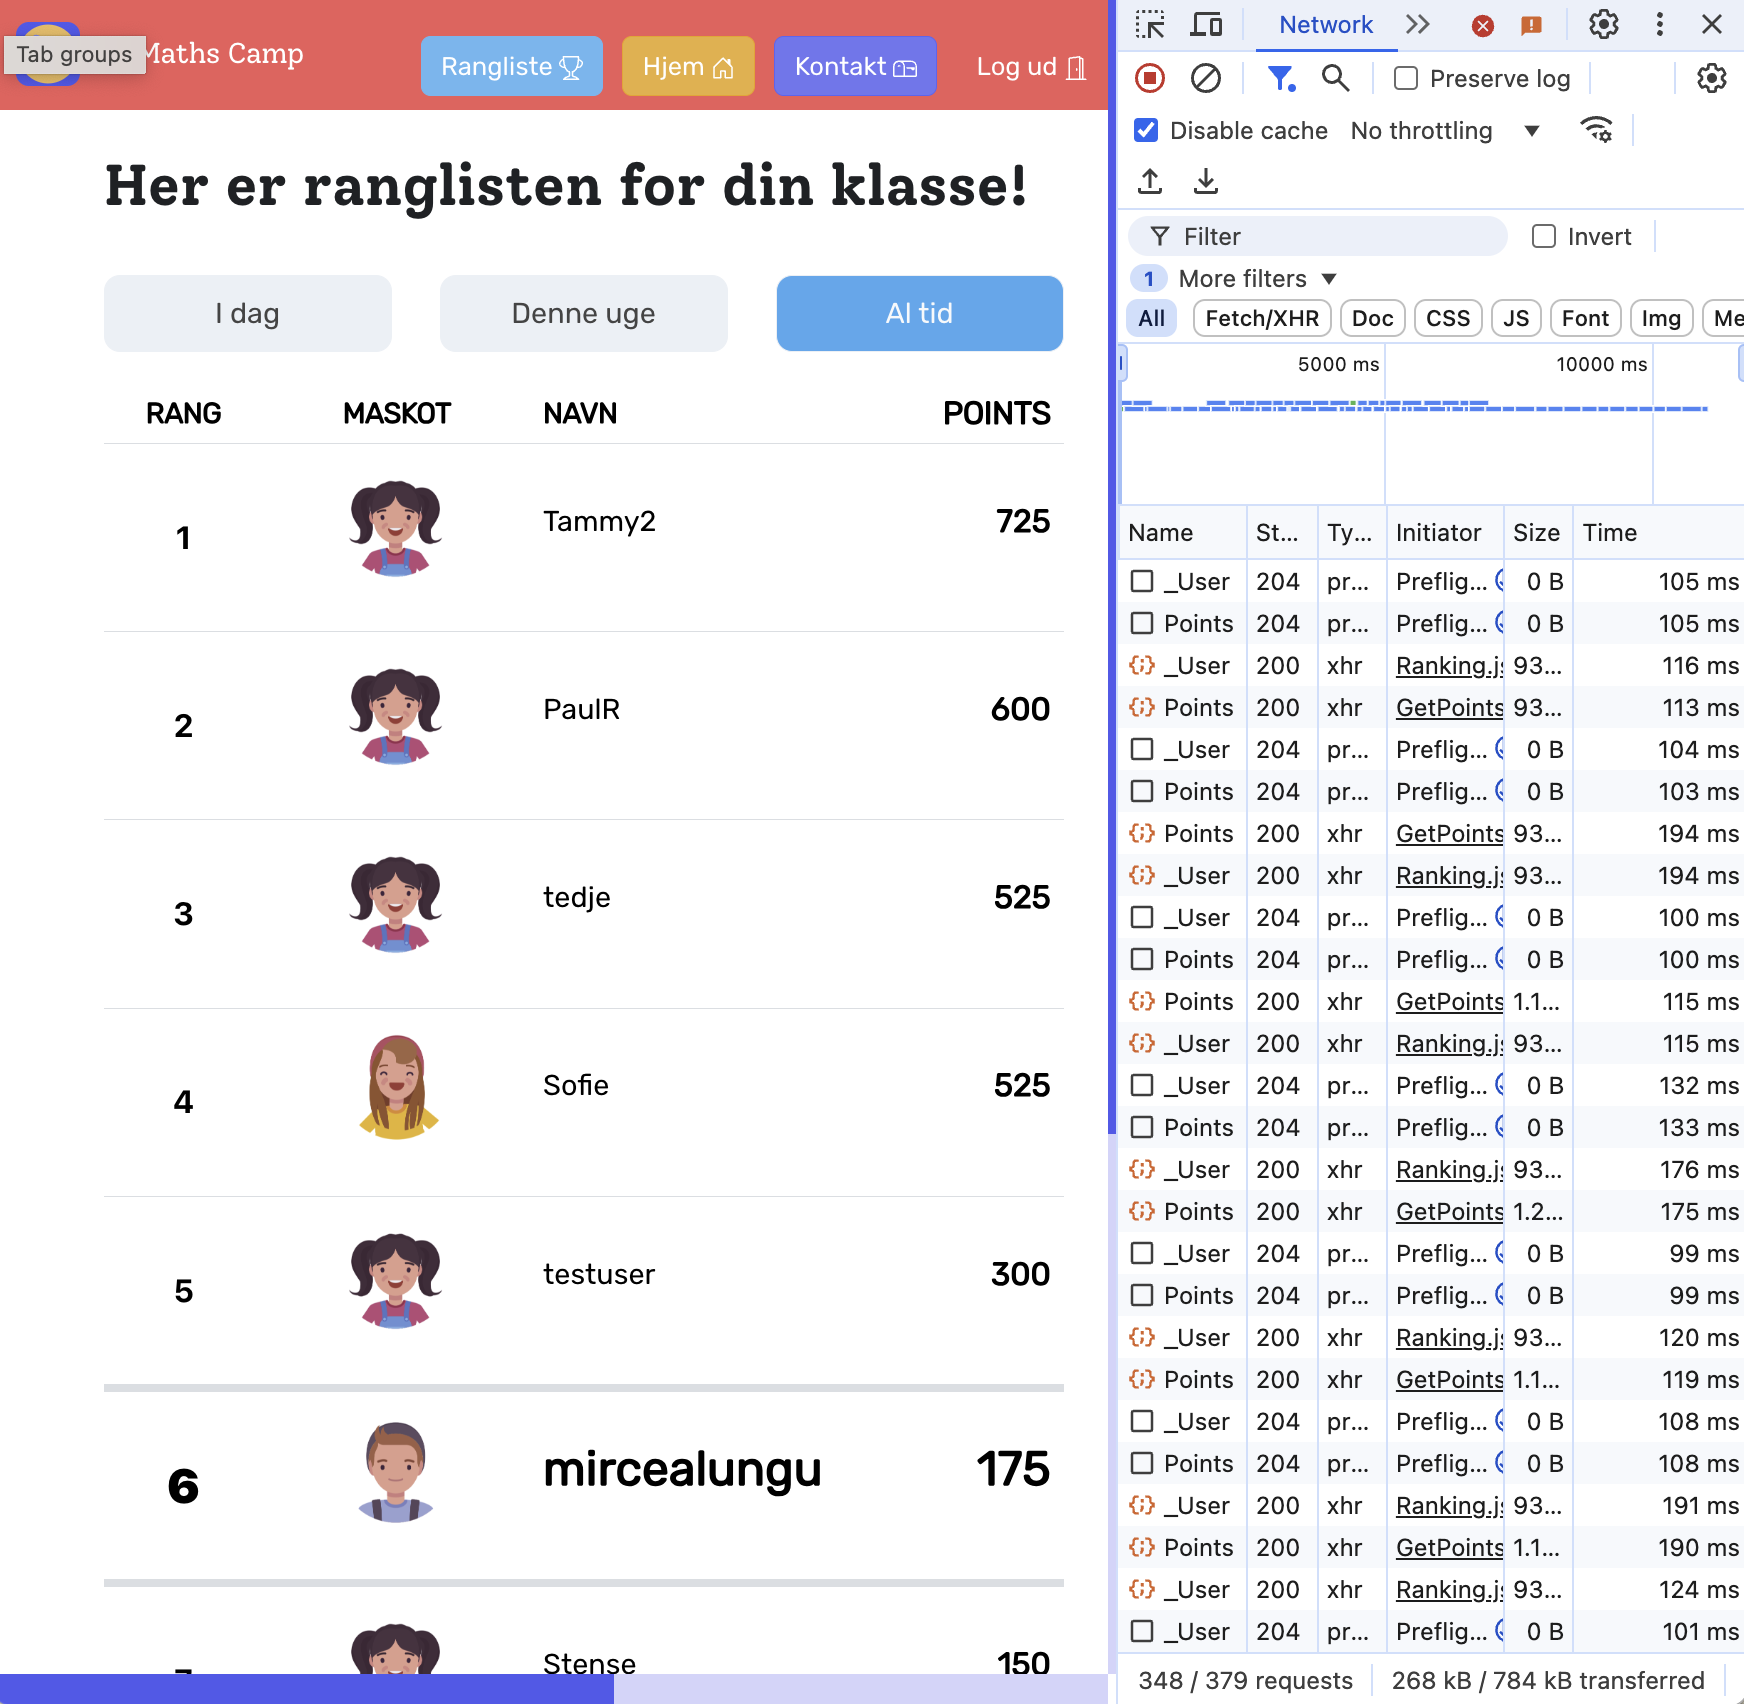 Tab groups
Maths Camp
Rangliste
Hjem
Kontakt
Log ud
Her er ranglisten for din klasse!
I dag
Denne uge
Al tid
RANG MASKOT NAVN POINTS
1 Tammy2 725
2 PaulR 600
3 tedje 525
4 Sofie 525
5 testuser 300
6 mircealungu 175
Stense 150
Network
Preserve log
Disable cache No throttling
Filter
Invert
1 More filters
All Fetch/XHR Doc CSS JS Font Img Me
5000 ms 10000 ms
Name St... Ty... Initiator Size Time
_User 204 pr... Preflig... 0 B 105 ms
Points 204 pr... Preflig... 0 B 105 ms
_User 200 xhr Ranking.js 93... 116 ms
Points 200 xhr GetPoints 93... 113 ms
_User 204 pr... Preflig... 0 B 104 ms
Points 204 pr... Preflig... 0 B 103 ms
Points 200 xhr GetPoints 93... 194 ms
_User 200 xhr Ranking.js 93... 194 ms
_User 204 pr... Preflig... 0 B 100 ms
Points 204 pr... Preflig... 0 B 100 ms
Points 200 xhr GetPoints 1.1... 115 ms
_User 200 xhr Ranking.js 93... 115 ms
_User 204 pr... Preflig... 0 B 132 ms
Points 204 pr... Preflig... 0 B 133 ms
_User 200 xhr Ranking.js 93... 176 ms
Points 200 xhr GetPoints 1.2... 175 ms
_User 204 pr... Preflig... 0 B 99 ms
Points 204 pr... Preflig... 0 B 99 ms
_User 200 xhr Ranking.js 93... 120 ms
Points 200 xhr GetPoints 1.1... 119 ms
_User 204 pr... Preflig... 0 B 108 ms
Points 204 pr... Preflig... 0 B 108 ms
_User 200 xhr Ranking.js 93... 191 ms
Points 200 xhr GetPoints 1.1... 190 ms
_User 200 xhr Ranking.js 93... 124 ms
_User 204 pr... Preflig... 0 B 101 ms
348 / 379 requests 268 kB / 784 kB transferred